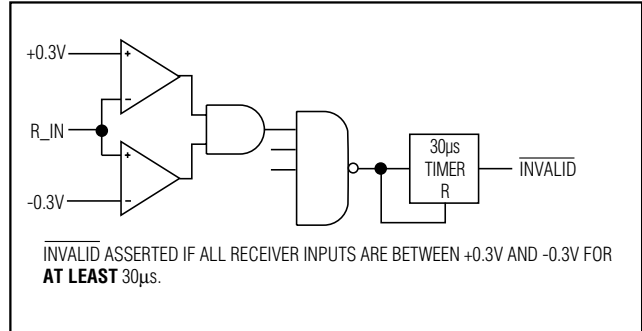 +0.3V
+
-
R_IN
+
-
-0.3V
30μs
TIMER
R
INVALID
INVALID ASSERTED IF ALL RECEIVER INPUTS ARE BETWEEN +0.3V AND -0.3V FOR
AT LEAST 30μs.